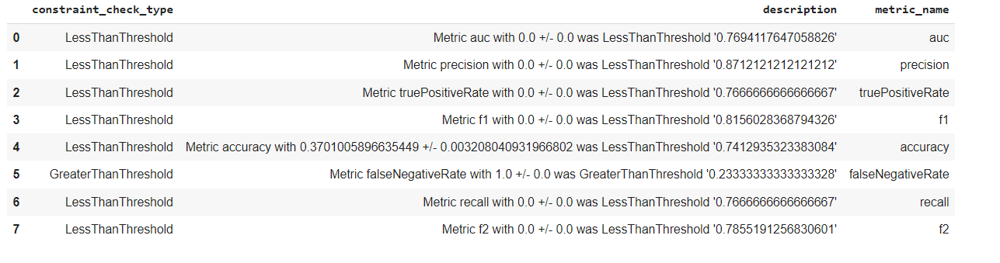 constraint_check_type description metric_name
0 LessThanThreshold Metric auc with 0.0 +/- 0.0 was LessThanThreshold '0.7694117647058826' auc
1 LessThanThreshold Metric precision with 0.0 +/- 0.0 was LessThanThreshold '0.8712121212121212' precision
2 LessThanThreshold Metric truePositiveRate with 0.0 +/- 0.0 was LessThanThreshold '0.7666666666666667' truePositiveRate
3 LessThanThreshold Metric f1 with 0.0 +/- 0.0 was LessThanThreshold '0.8156028368794326' f1
4 LessThanThreshold Metric accuracy with 0.3701005896635449 +/- 0.003208040931966802 was LessThanThreshold '0.7412935323383084' accuracy
5 GreaterThanThreshold Metric falseNegativeRate with 1.0 +/- 0.0 was GreaterThanThreshold '0.23333333333333328' falseNegativeRate
6 LessThanThreshold Metric recall with 0.0 +/- 0.0 was LessThanThreshold '0.7666666666666667' recall
7 LessThanThreshold Metric f2 with 0.0 +/- 0.0 was LessThanThreshold '0.7855191256830601' f2